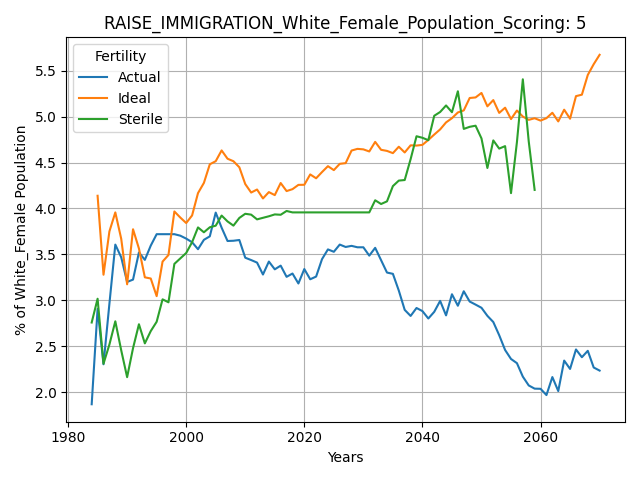 RAISE_IMMIGRATION_White_Female_Population_Scoring: 5
Fertility
Actual
Ideal
Sterile
% of White_Female Population
5.5
5.0
4.5
4.0
3.5
3.0
2.5
2.0
1980
2000
2020
2040
2060
Years